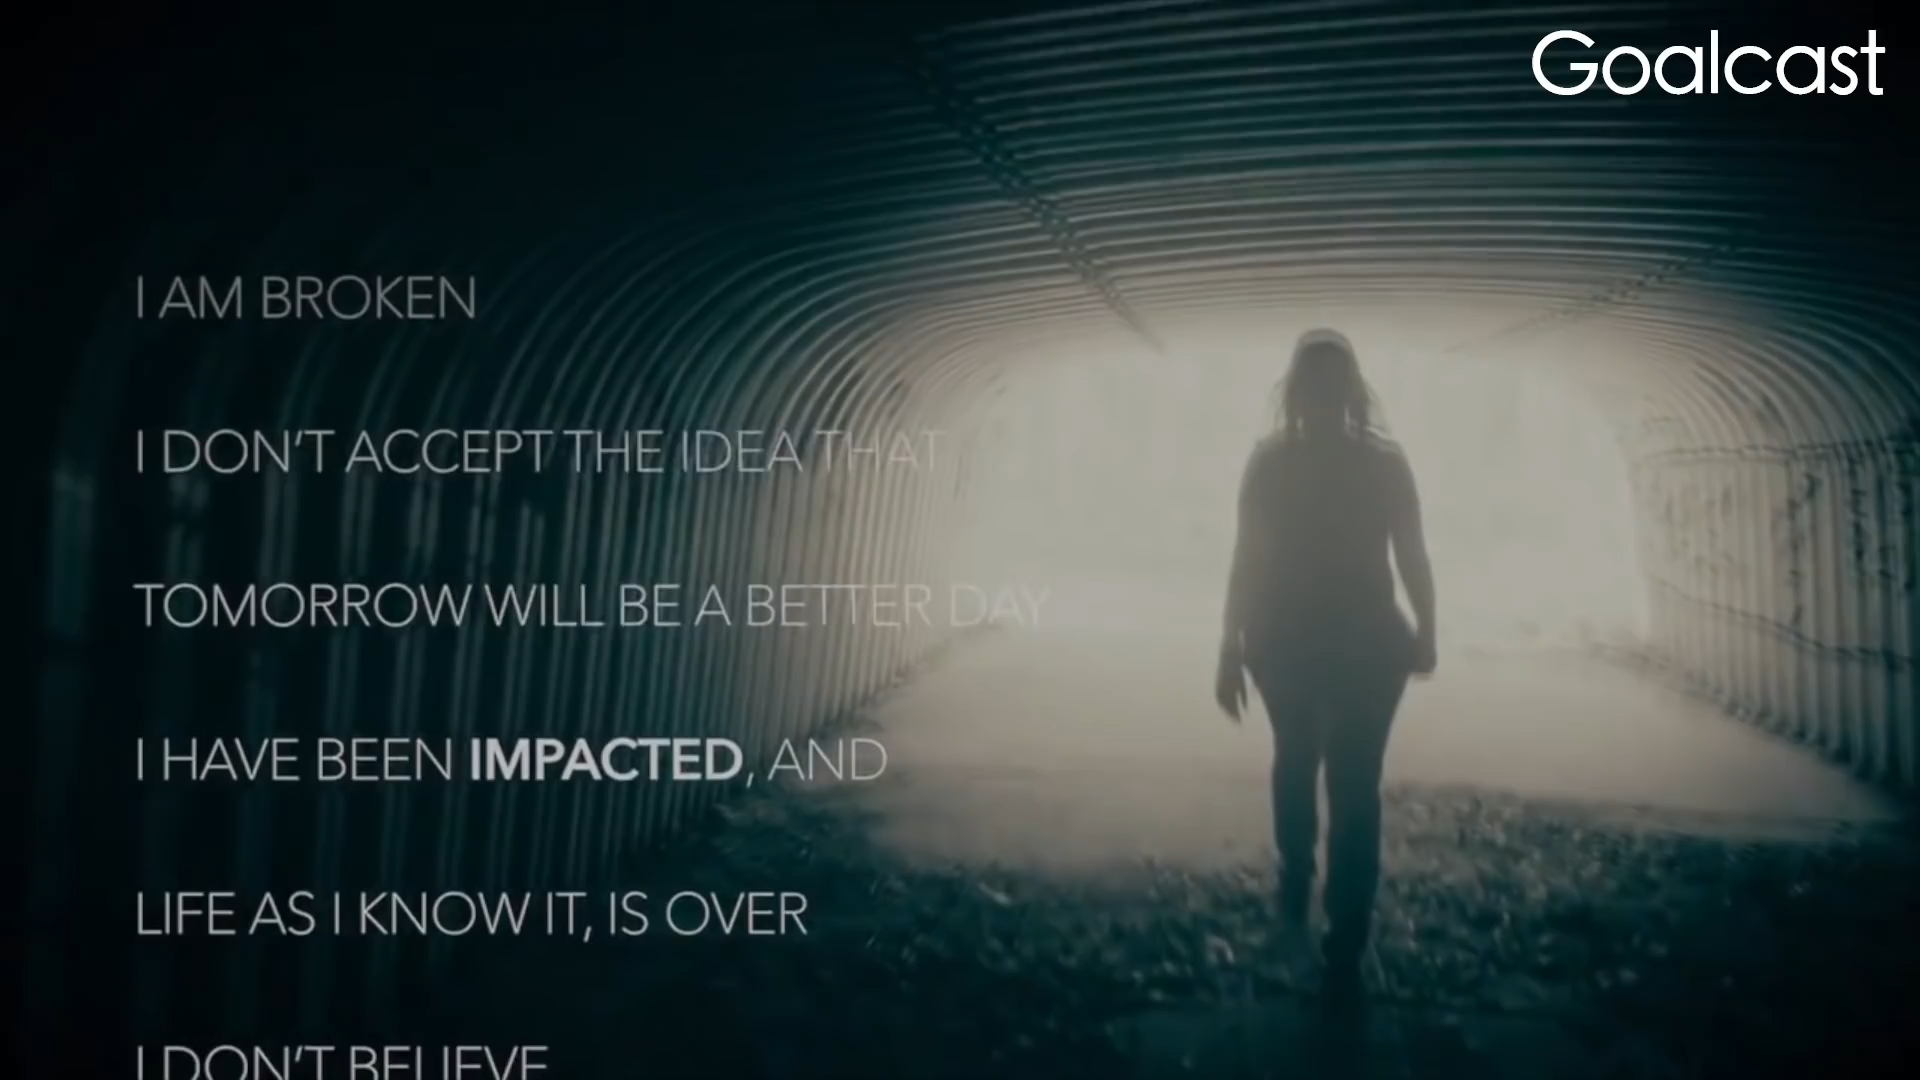 Goalcast
I AM BROKEN
I DON'T ACCEPT THE IDEA THAT
TOMORROW WILL BE A BETTER DAY
I HAVE BEEN IMPACTED, AND
LIFE AS I KNOW IT, IS OVER
I DON'T BELIEVE